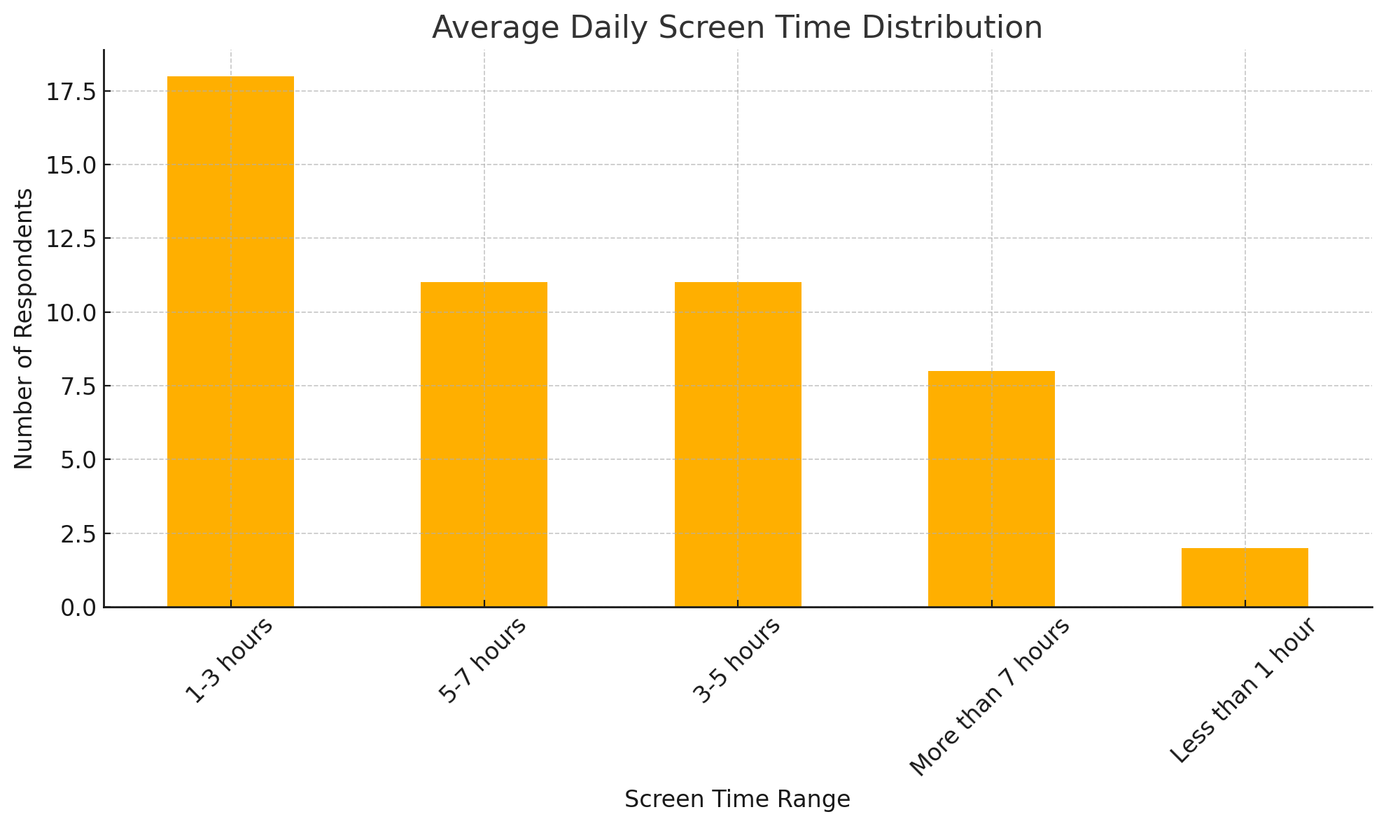 Average Daily Screen Time Distribution
Number of Respondents
17.5
15.0
12.5
10.0
7.5
5.0
2.5
0.0
1-3 hours
5-7 hours
3-5 hours
More than 7 hours
Less than 1 hour
Screen Time Range